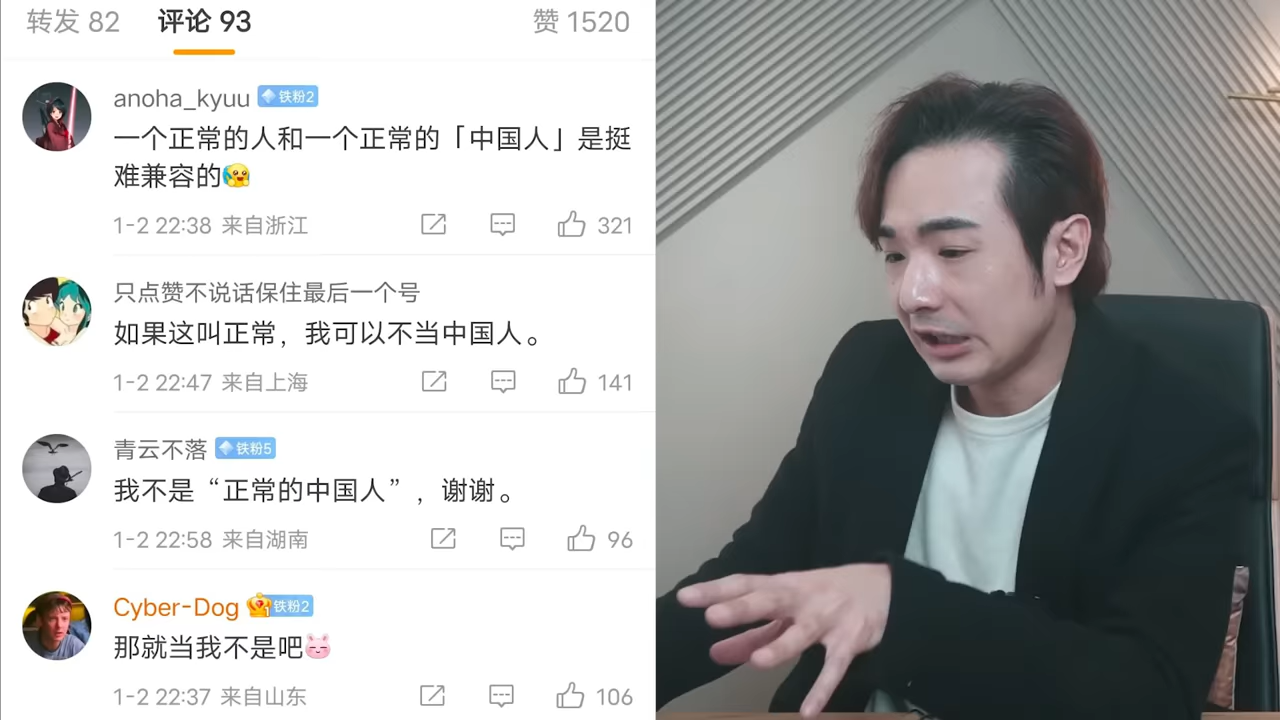 转发 82 评论 93 赞 1520
anoha_kyuu 铁粉2
一个正常的人和一个正常的「中国人」是挺
难兼容的
1-2 22:38 来自浙江 321
只点赞不说话保住最后一个号
如果这叫正常，我可以不当中国人。
1-2 22:47 来自上海 141
青云不落 铁粉5
我不是“正常的中国人”，谢谢。
1-2 22:58 来自湖南 96
Cyber-Dog 铁粉2
那就当我不是吧
1-2 22:37 来自山东 106